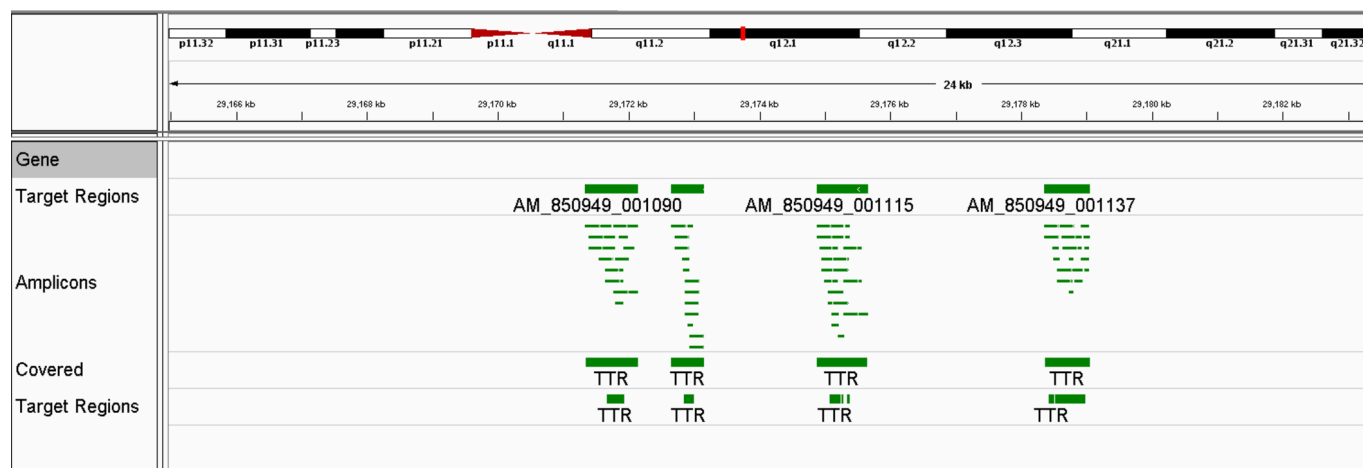 p11.32 p11.31 p11.23 p11.21 p11.1 q11.1 q11.2 q12.1 q12.2 q12.3 q21.1 q21.2 q21.31 q21.32
24 kb
29,166 kb 29,168 kb 29,170 kb 29,172 kb 29,174 kb 29,176 kb 29,178 kb 29,180 kb 29,182 kb
Gene
Target Regions
AM_850949_001090 AM_850949_001115 AM_850949_001137
Amplicons
Covered
TTR TTR TTR TTR
Target Regions
TTR TTR TTR TTR